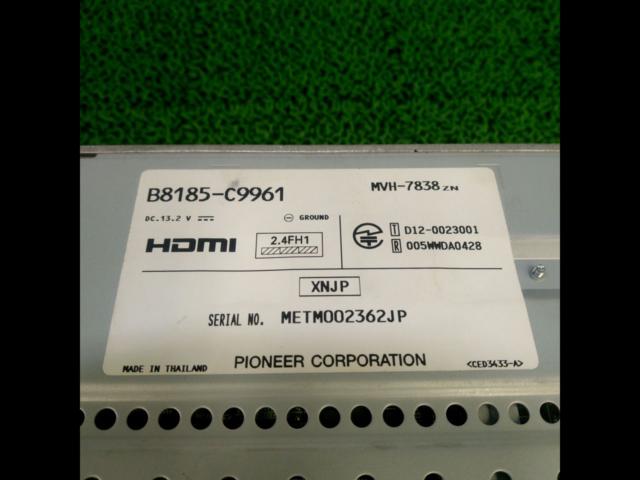 B8185-C9961 MVH-7838ZN
DC.13.2 V GROUND
HDMI 2.4FH1 T D12-0023001
R 005WWDA0428
XNJP
SERIAL NO. METM002362JP
MADE IN THAILAND PIONEER CORPORATION <CED3433-A>